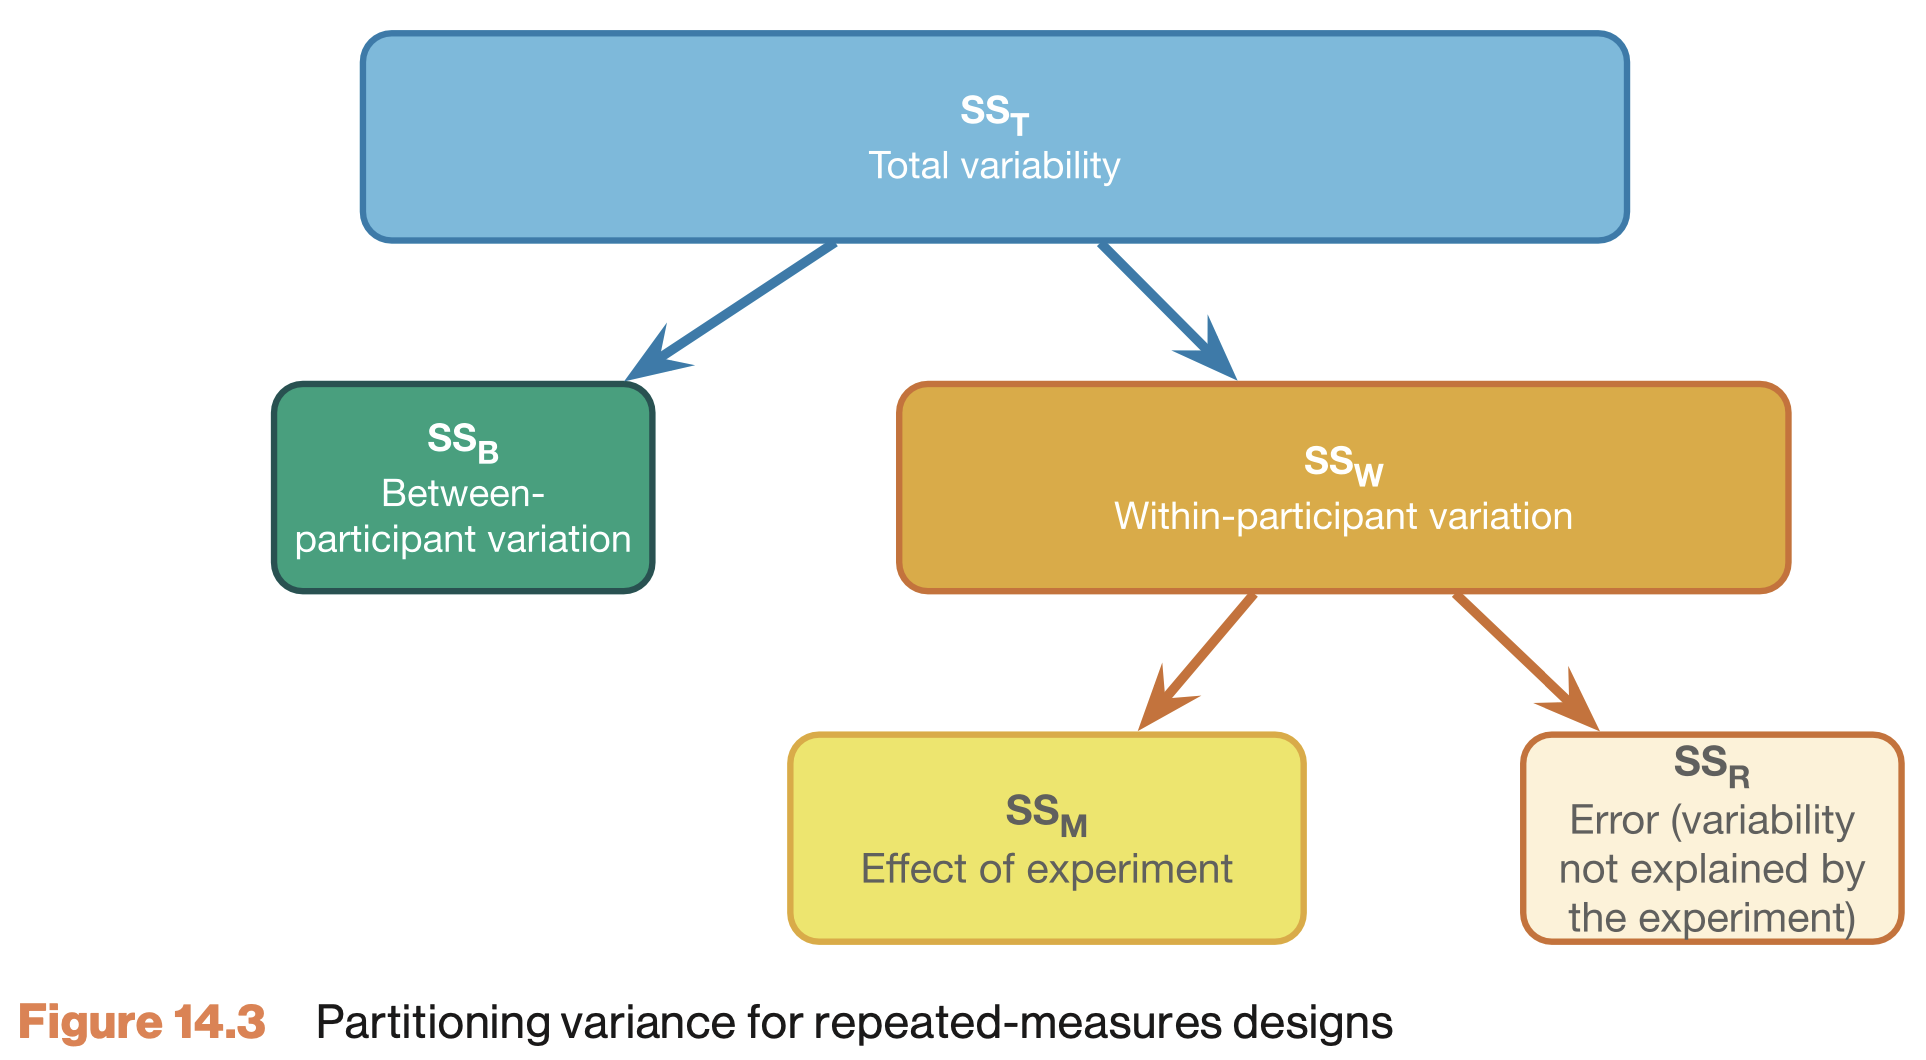 SS_T
Total variability
SS_B
Between-
participant variation
SS_W
Within-participant variation
SS_M
Effect of experiment
SS_R
Error (variability
not explained by
the experiment)
Figure 14.3 Partitioning variance for repeated-measures designs